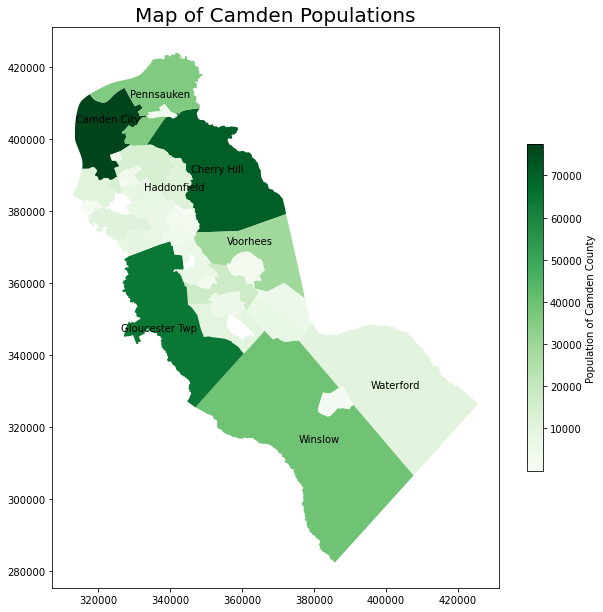 Map of Camden Populations
420000
400000
380000
360000
340000
320000
300000
280000
320000
340000
360000
380000
400000
420000
Pennsauken
Camden City
Cherry Hill
Haddonfield
Voorhees
Gloucester Twp
Waterford
Winslow
70000
60000
50000
40000
30000
20000
10000
Population of Camden County